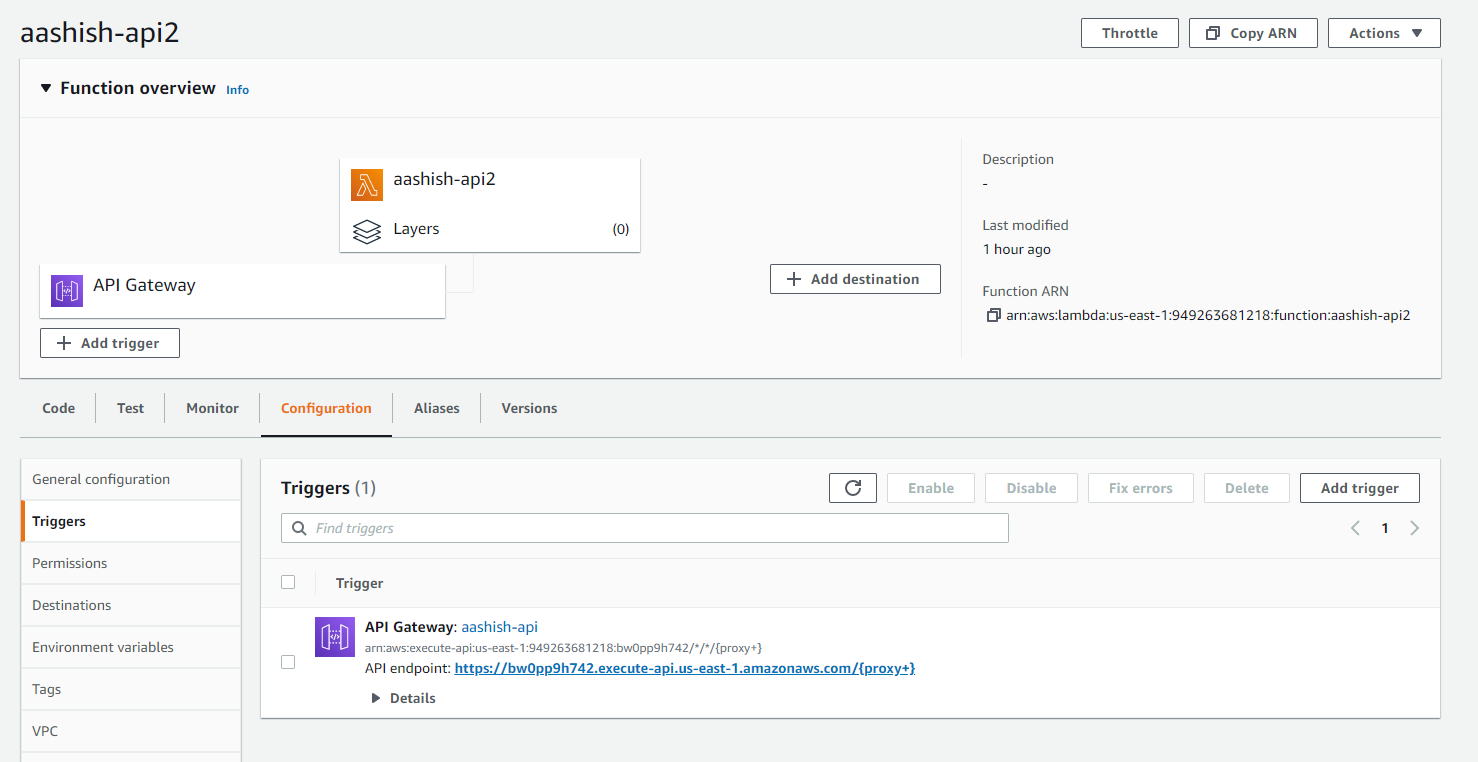 aashish-api2
Throttle
Copy ARN
Actions
Function overview Info
aashish-api2
Layers (0)
API Gateway
Add trigger
Add destination
Description
-
Last modified
1 hour ago
Function ARN
arn:aws:lambda:us-east-1:949263681218:function:aashish-api2
Code
Test
Monitor
Configuration
Aliases
Versions
General configuration
Triggers
Permissions
Destinations
Environment variables
Tags
VPC
Triggers (1)
Enable
Disable
Fix errors
Delete
Add trigger
Find triggers
1
Trigger
API Gateway: aashish-api
arn:aws:execute-api:us-east-1:949263681218:bw0pp9h742/*/*/{proxy+}
API endpoint: https://bw0pp9h742.execute-api.us-east-1.amazonaws.com/{proxy+}
Details